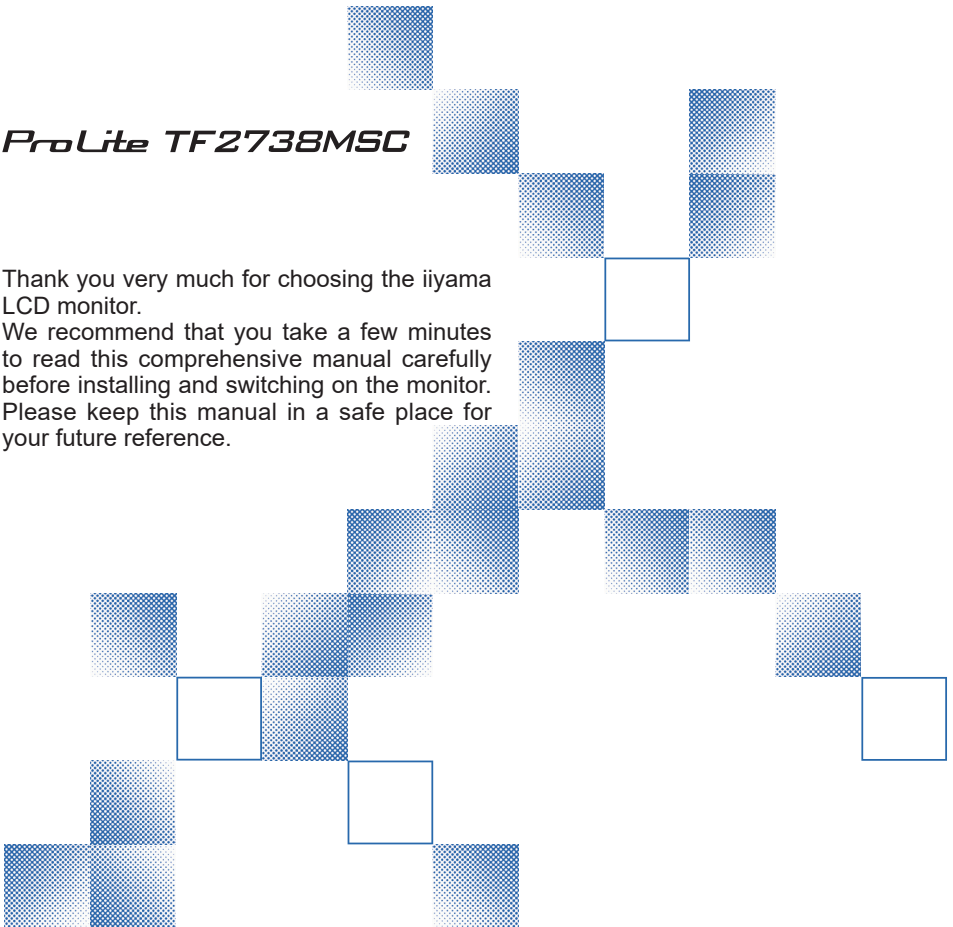 ProLite TF2738MSC
Thank you very much for choosing the iiyama
LCD monitor.
We recommend that you take a few minutes
to read this comprehensive manual carefully
before installing and switching on the monitor.
Please keep this manual in a safe place for
your future reference.